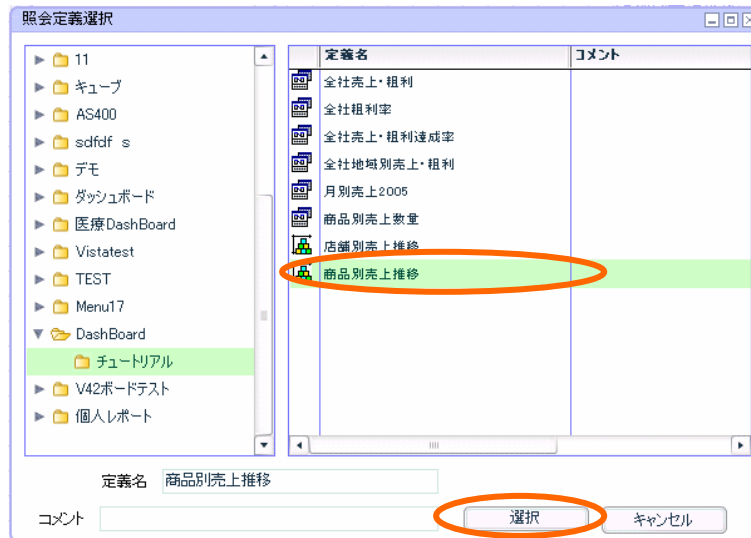 照会定義選択
11
キューブ
AS400
sdfdf s
デモ
ダッシュボード
医療DashBoard
Vistatest
TEST
Menu17
DashBoard
チュートリアル
V42ボードテスト
個人レポート
定義名 コメント
全社売上・粗利
全社粗利率
全社売上・粗利達成率
全社地域別売上・粗利
月別売上2005
商品別売上数量
店舗別売上推移
商品別売上推移
定義名 商品別売上推移
コメント 選択 キャンセル